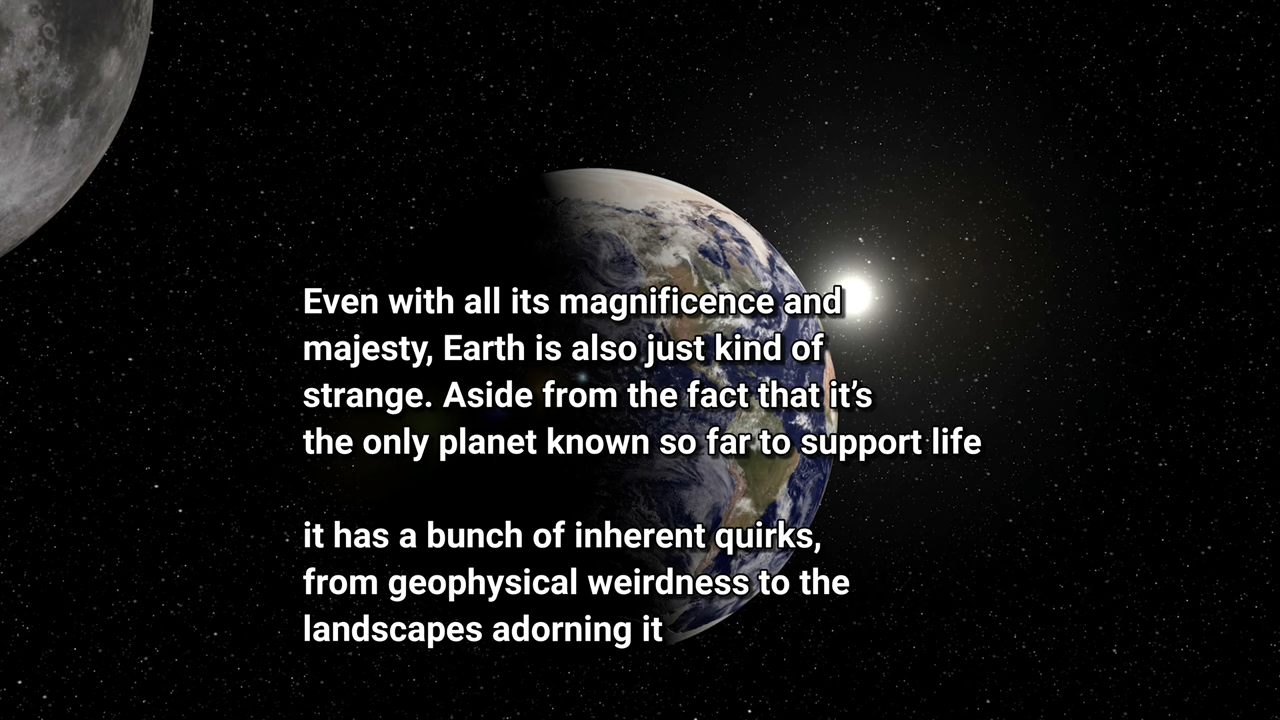 Even with all its magnificence and
majesty, Earth is also just kind of
strange. Aside from the fact that it’s
the only planet known so far to support life
it has a bunch of inherent quirks,
from geophysical weirdness to the
landscapes adorning it